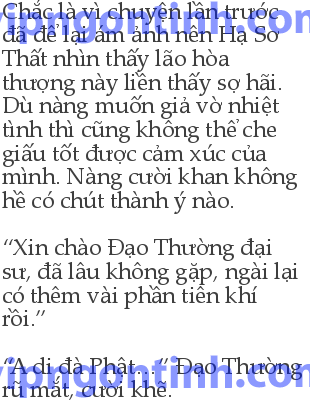 Chắc là vì chuyện lần trước
đã để lại ám ảnh nên Hạ Sơ
Thất nhìn thấy lão hòa
thượng này liền thấy sợ hãi.
Dù nàng muốn giả vờ nhiệt
tình thì cũng không thể che
giấu tốt được cảm xúc của
mình. Nàng cười khan không
hề có chút thành ý nào.
“Xin chào Đạo Thường đại
sư, đã lâu không gặp, ngài lại
có thêm vài phần tiên khí
rồi.”
“A di đà Phật…“ Đạo Thường
rũ mắt, cười khẽ.
vipngontinh.com